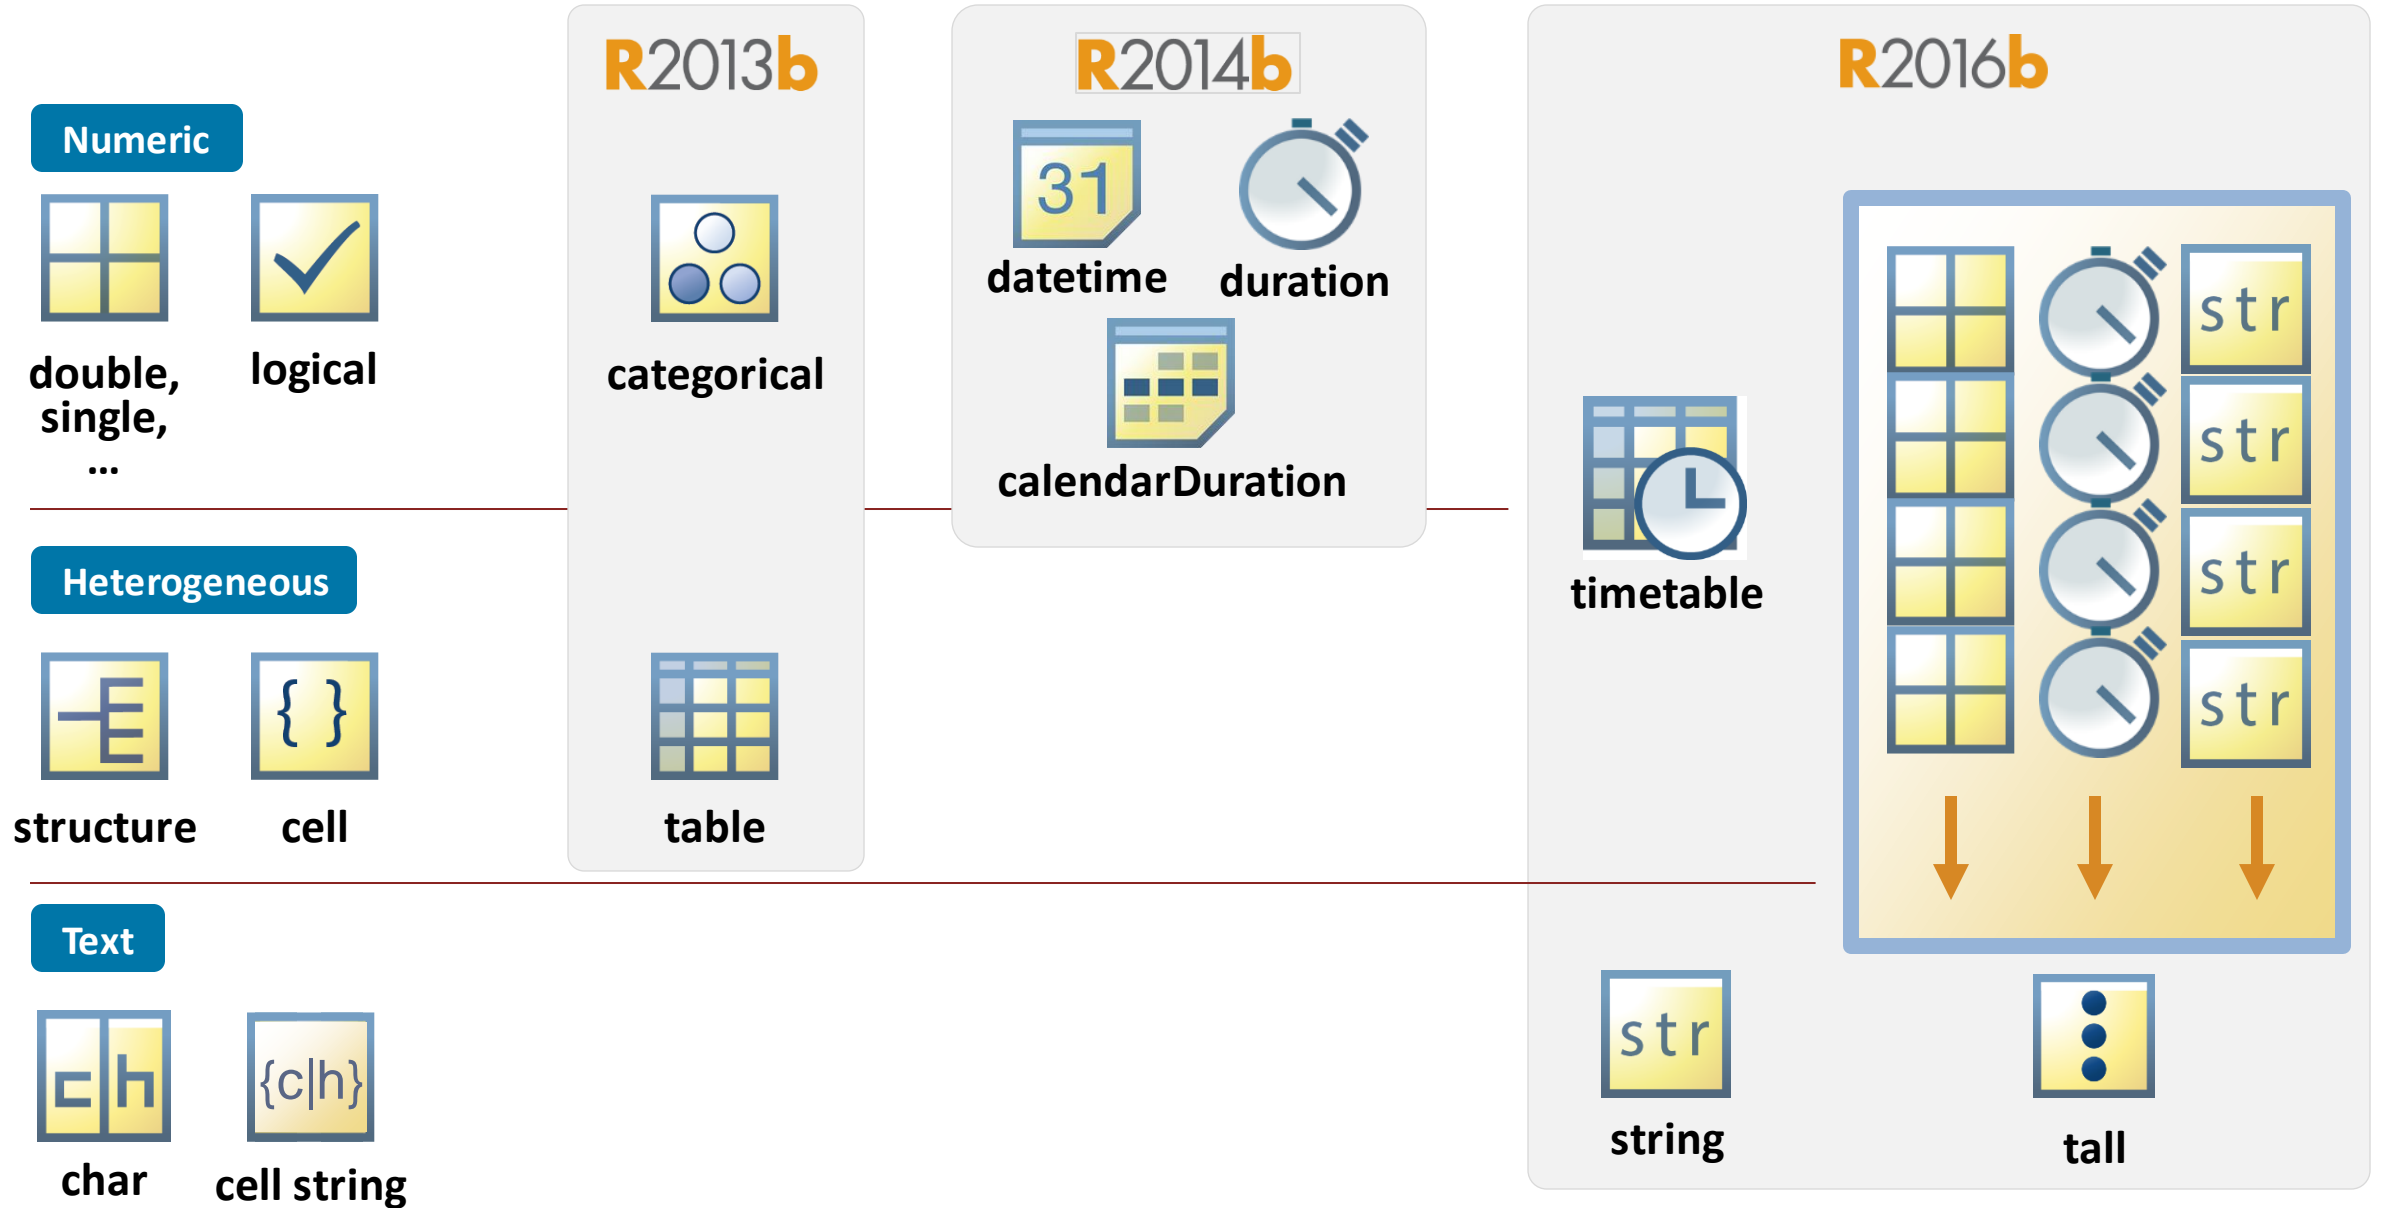 R2013b
R2014b
R2016b
Numeric
31
double,
single,
...
logical
categorical
datetime
duration
calendarDuration
timetable
str
str
str
str
Heterogeneous
{ }
structure
cell
table
Text
ch
{c|h}
char
cell string
str
string
tall